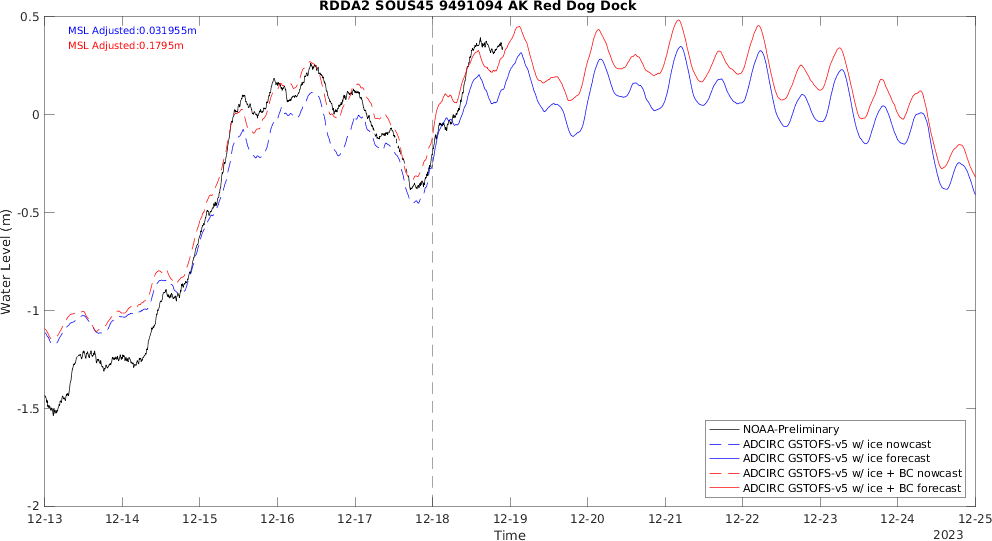 RDDA2 SOUS45 9491094 AK Red Dog Dock
MSL Adjusted:0.031955m
MSL Adjusted:0.1795m
0.5
0
-0.5
-1
-1.5
-2
Water Level (m)
12-13 12-14 12-15 12-16 12-17 12-18 12-19 12-20 12-21 12-22 12-23 12-24 12-25
Time
2023
NOAA-Preliminary
ADCIRC GSTOFS-v5 w/ ice nowcast
ADCIRC GSTOFS-v5 w/ ice forecast
ADCIRC GSTOFS-v5 w/ ice + BC nowcast
ADCIRC GSTOFS-v5 w/ ice + BC forecast